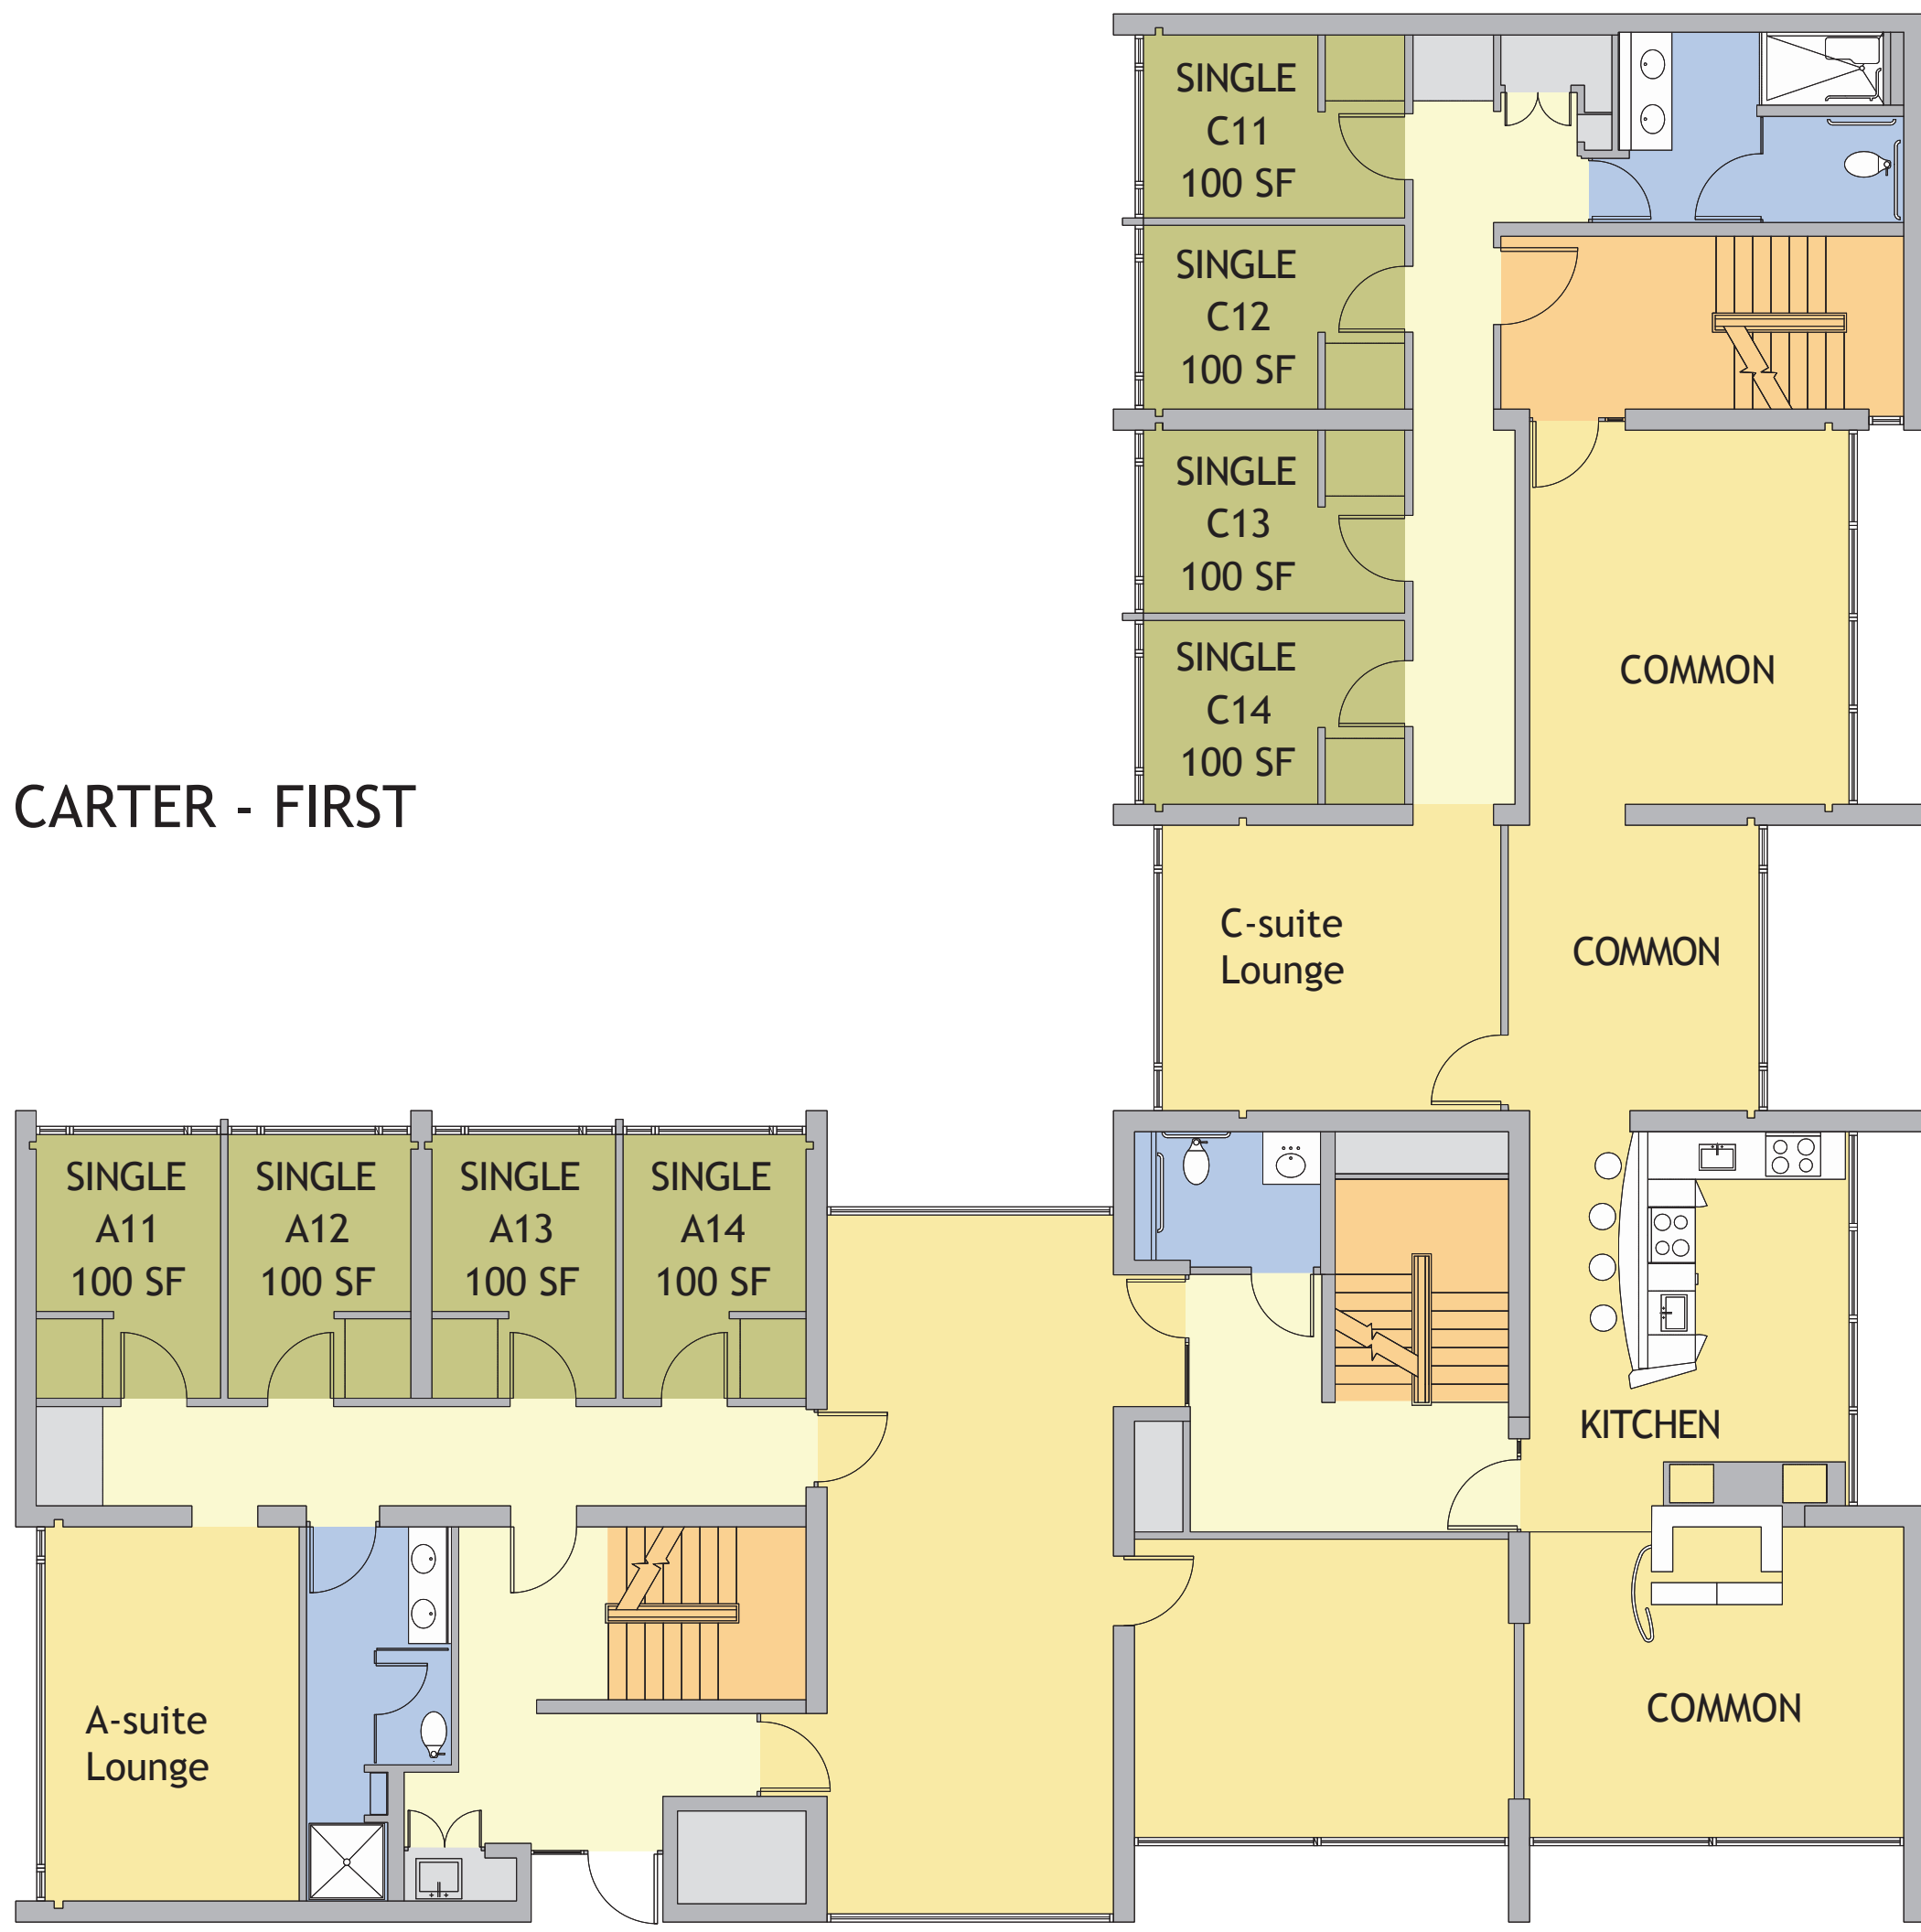 SINGLE
C11
100 SF
SINGLE
C12
100 SF
SINGLE
C13
100 SF
SINGLE
C14
100 SF
COMMON
CARTER - FIRST
C-suite
Lounge
COMMON
SINGLE
A11
100 SF
SINGLE
A12
100 SF
SINGLE
A13
100 SF
SINGLE
A14
100 SF
KITCHEN
A-suite
Lounge
COMMON